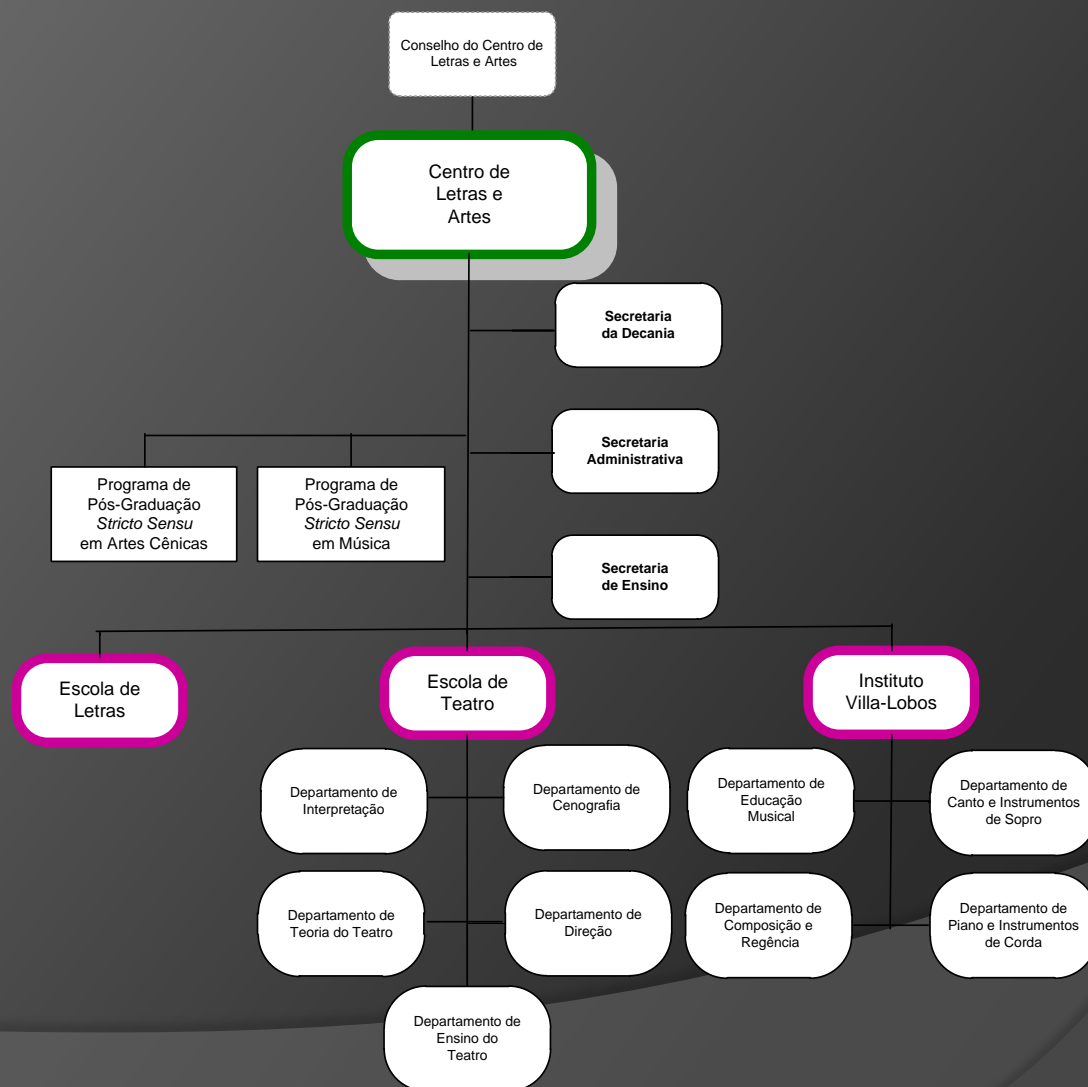 Conselho do Centro de
Letras e Artes
Centro de
Letras e
Artes
Secretaria
da Decania
Secretaria
Administrativa
Programa de
Pós-Graduação
Stricto Sensu
em Artes Cênicas
Programa de
Pós-Graduação
Stricto Sensu
em Música
Secretaria
de Ensino
Escola de
Letras
Escola de
Teatro
Instituto
Villa-Lobos
Departamento de
Interpretação
Departamento de
Cenografia
Departamento de
Educação
Musical
Departamento de
Canto e Instrumentos
de Sopro
Departamento de
Teoria do Teatro
Departamento de
Direção
Departamento de
Composição e
Regência
Departamento de
Piano e Instrumentos
de Corda
Departamento de
Ensino do
Teatro